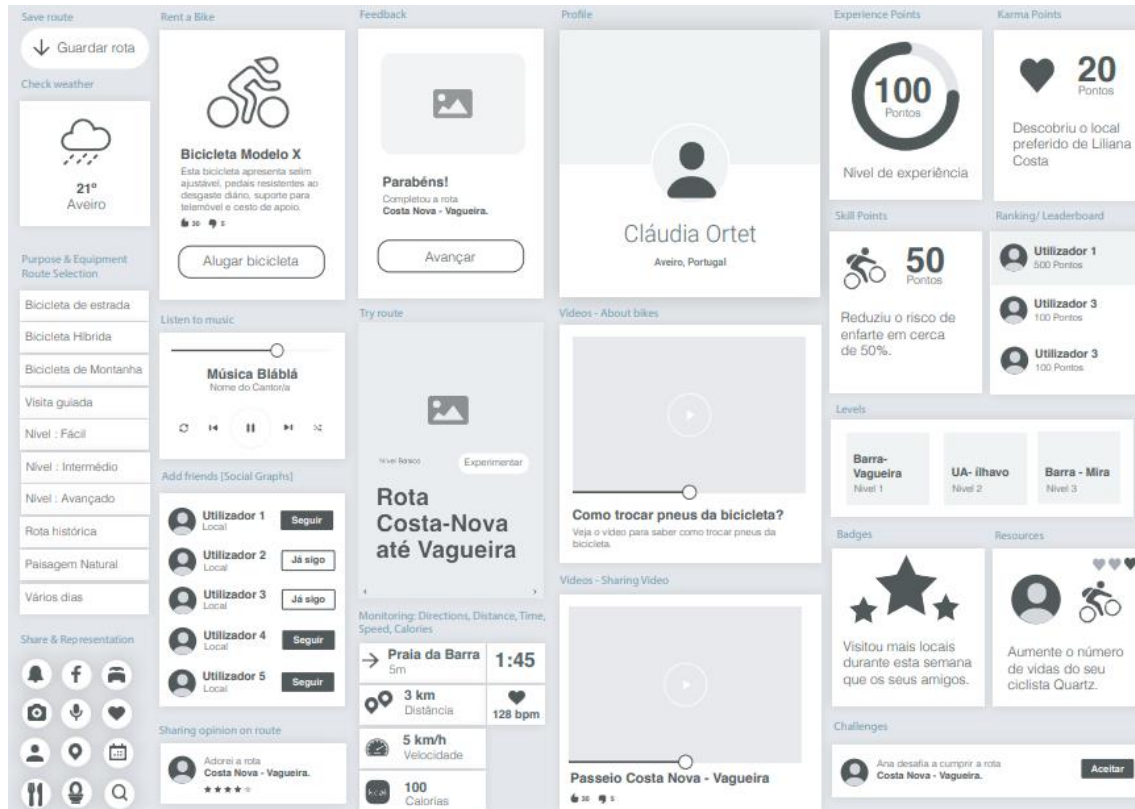 Save route
Guardar rota
Check weather
21º
Aveiro
Purpose & Equipment
Route Selection
Bicicleta de estrada
Bicicleta Híbrida
Bicicleta de Montanha
Visita guiada
Nível : Fácil
Nível : Intermédio
Nível : Avançado
Rota histórica
Paisagem Natural
Vários dias
Share & Representation
Rent a Bike
Bicicleta Modelo X
Esta bicicleta apresenta selim
ajustável, pedais resistentes ao
desgaste diário, suporte para
telemóvel e cesto de apoio.
30 5
Alugar bicicleta
Listen to music
Música Bláblá
Nome do Cantor/a
Add friends [Social Graphs]
Utilizador 1
Local
Seguir
Utilizador 2
Local
Já sigo
Utilizador 3
Local
Já sigo
Utilizador 4
Local
Seguir
Utilizador 5
Local
Seguir
Sharing opinion on route
Adorei a rota
Costa Nova - Vagueira.
Feedback
Parabéns!
Completou a rota
Costa Nova - Vagueira.
Avançar
Try route
Nível Básico
Experimentar
Rota
Costa-Nova
até Vagueira
Monitoring: Directions, Distance, Time,
Speed, Calories
Praia da Barra
5m
1:45
3 km
Distância
128 bpm
5 km/h
Velocidade
kcal
100
Calorias
Profile
Cláudia Ortet
Aveiro, Portugal
Videos - About bikes
Como trocar pneus da bicicleta?
Veja o vídeo para saber como trocar pneus da
bicicleta.
Videos - Sharing Video
Passeio Costa Nova - Vagueira
30 5
Experience Points
100
Pontos
Nível de experiência
Karma Points
20
Pontos
Descobriu o local
preferido de Liliana
Costa
Skill Points
50
Pontos
Reduziu o risco de
enfarte em cerca
de 50%.
Ranking/ Leaderboard
Utilizador 1
500 Pontos
Utilizador 3
100 Pontos
Utilizador 3
100 Pontos
Levels
Barra-
Vagueira
Nível 1
UA- ílhavo
Nível 2
Barra - Mira
Nível 3
Badges
Visitou mais locais
durante esta semana
que os seus amigos.
Resources
Aumente o número
de vidas do seu
ciclista Quartz.
Challenges
Ana desafia a cumprir a rota
Costa Nova - Vagueira.
Aceitar